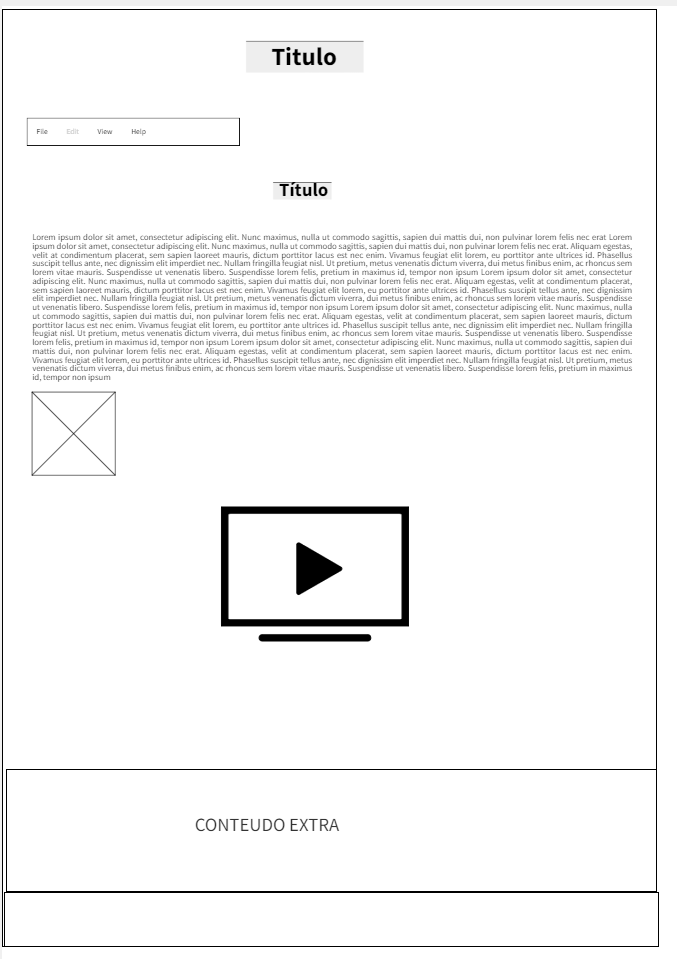 Titulo
File Edit View Help
Título
Lorem ipsum dolor sit amet, consectetur adipiscing elit. Nunc maximus, nulla ut commodo sagittis, sapien dui mattis dui, non pulvinar lorem felis nec erat Lorem
ipsum dolor sit amet, consectetur adipiscing elit. Nunc maximus, nulla ut commodo sagittis, sapien dui mattis dui, non pulvinar lorem felis nec erat. Aliquam egestas,
velit at condimentum placerat, sem sapien laoreet mauris, dictum porttitor lacus est nec enim. Vivamus feugiat elit lorem, eu porttitor ante ultrices id. Phasellus
suscipit tellus ante, nec dignissim elit imperdiet nec. Nullam fringilla feugiat nisl. Ut pretium, metus venenatis dictum viverra, dui metus finibus enim, ac rhoncus sem
lorem vitae mauris. Suspendisse ut venenatis libero. Suspendisse lorem felis, pretium in maximus id, tempor non ipsum Lorem ipsum dolor sit amet, consectetur
adipiscing elit. Nunc maximus, nulla ut commodo sagittis, sapien dui mattis dui, non pulvinar lorem felis nec erat. Aliquam egestas, velit at condimentum placerat,
sem sapien laoreet mauris, dictum porttitor lacus est nec enim. Vivamus feugiat elit lorem, eu porttitor ante ultrices id. Phasellus suscipit tellus ante, nec dignissim
elit imperdiet nec. Nullam fringilla feugiat nisl. Ut pretium, metus venenatis dictum viverra, dui metus finibus enim, ac rhoncus sem lorem vitae mauris. Suspendisse
ut venenatis libero. Suspendisse lorem felis, pretium in maximus id, tempor non ipsum Lorem ipsum dolor sit amet, consectetur adipiscing elit. Nunc maximus, nulla
ut commodo sagittis, sapien dui mattis dui, non pulvinar lorem felis nec erat. Aliquam egestas, velit at condimentum placerat, sem sapien laoreet mauris, dictum
porttitor lacus est nec enim. Vivamus feugiat elit lorem, eu porttitor ante ultrices id. Phasellus suscipit tellus ante, nec dignissim elit imperdiet nec. Nullam fringilla
feugiat nisl. Ut pretium, metus venenatis dictum viverra, dui metus finibus enim, ac rhoncus sem lorem vitae mauris. Suspendisse ut venenatis libero. Suspendisse
lorem felis, pretium in maximus id, tempor non ipsum Lorem ipsum dolor sit amet, consectetur adipiscing elit. Nunc maximus, nulla ut commodo sagittis, sapien dui
mattis dui, non pulvinar lorem felis nec erat. Aliquam egestas, velit at condimentum placerat, sem sapien laoreet mauris, dictum porttitor lacus est nec enim.
Vivamus feugiat elit lorem, eu porttitor ante ultrices id. Phasellus suscipit tellus ante, nec dignissim elit imperdiet nec. Nullam fringilla feugiat nisl. Ut pretium, metus
venenatis dictum viverra, dui metus finibus enim, ac rhoncus sem lorem vitae mauris. Suspendisse ut venenatis libero. Suspendisse lorem felis, pretium in maximus
id, tempor non ipsum
CONTEUDO EXTRA